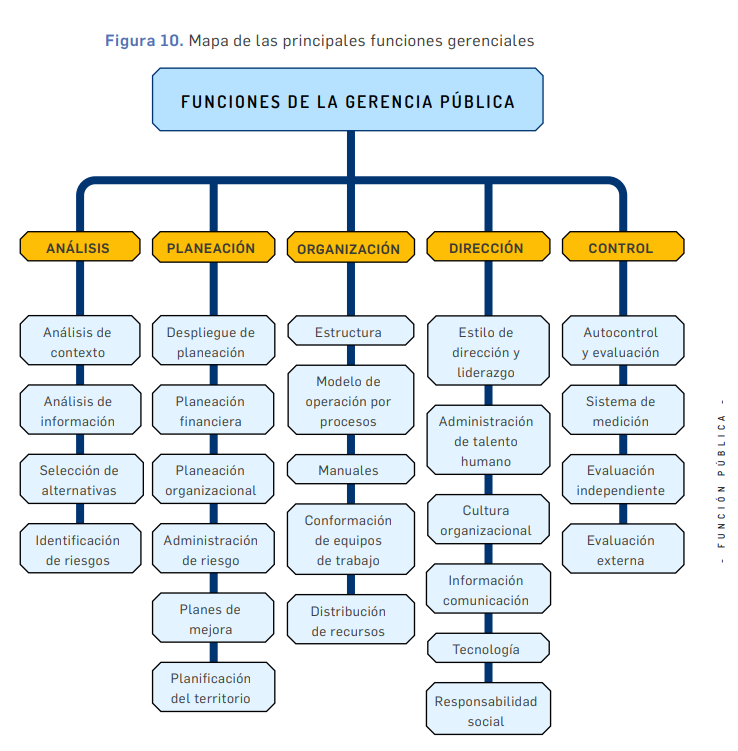 Figura 10. Mapa de las principales funciones gerenciales
FUNCIONES DE LA GERENCIA PÚBLICA
ANÁLISIS
Análisis de
contexto
Análisis de
información
Selección de
alternativas
Identificación
de riesgos
PLANEACIÓN
Despliegue de
planeación
Planeación
financiera
Planeación
organizacional
Administración
de riesgo
Planes de
mejora
Planificación
del territorio
ORGANIZACIÓN
Estructura
Modelo de
operación por
procesos
Manuales
Conformación
de equipos
de trabajo
Distribución
de recursos
DIRECCIÓN
Estilo de
dirección y
liderazgo
Administración
de talento
humano
Cultura
organizacional
Información
comunicación
Tecnología
Responsabilidad
social
CONTROL
Autocontrol
y evaluación
Sistema de
medición
Evaluación
independiente
Evaluación
externa
- FUNCIÓN PÚBLICA -